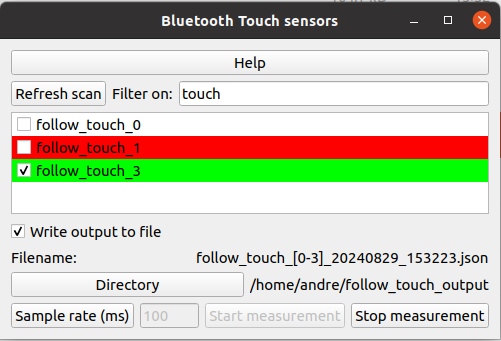 Bluetooth Touch sensors
Help
Refresh scan Filter on: touch
follow_touch_0
follow_touch_1
follow_touch_3
Write output to file
Filename: follow_touch_[0-3]_20240829_153223.json
Directory /home/andre/follow_touch_output
Sample rate (ms) 100 Start measurement Stop measurement